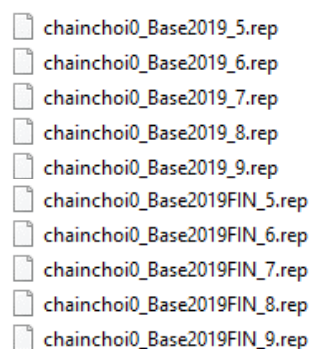 chainchoi0_Base2019_5.rep
chainchoi0_Base2019_6.rep
chainchoi0_Base2019_7.rep
chainchoi0_Base2019_8.rep
chainchoi0_Base2019_9.rep
chainchoi0_Base2019FIN_5.rep
chainchoi0_Base2019FIN_6.rep
chainchoi0_Base2019FIN_7.rep
chainchoi0_Base2019FIN_8.rep
chainchoi0_Base2019FIN_9.rep